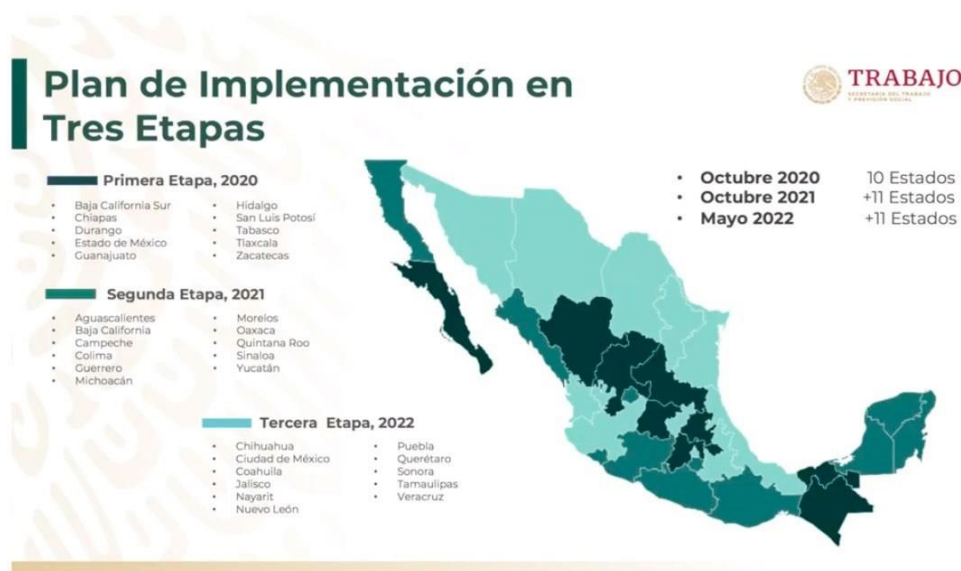 Plan de Implementación en
Tres Etapas
TRABAJO
SECRETARÍA DEL TRABAJO
Y PREVISIÓN SOCIAL
Primera Etapa, 2020
• Baja California Sur
• Chiapas
• Durango
• Estado de México
• Guanajuato
• Hidalgo
• San Luis Potosí
• Tabasco
• Tlaxcala
• Zacatecas
• Octubre 2020 10 Estados
• Octubre 2021 +11 Estados
• Mayo 2022 +11 Estados
Segunda Etapa, 2021
• Aguascalientes
• Baja California
• Campeche
• Colima
• Guerrero
• Michoacán
• Morelos
• Oaxaca
• Quintana Roo
• Sinaloa
• Yucatán
Tercera Etapa, 2022
• Chihuahua
• Ciudad de México
• Coahuila
• Jalisco
• Nayarit
• Nuevo León
• Puebla
• Querétaro
• Sonora
• Tamaulipas
• Veracruz